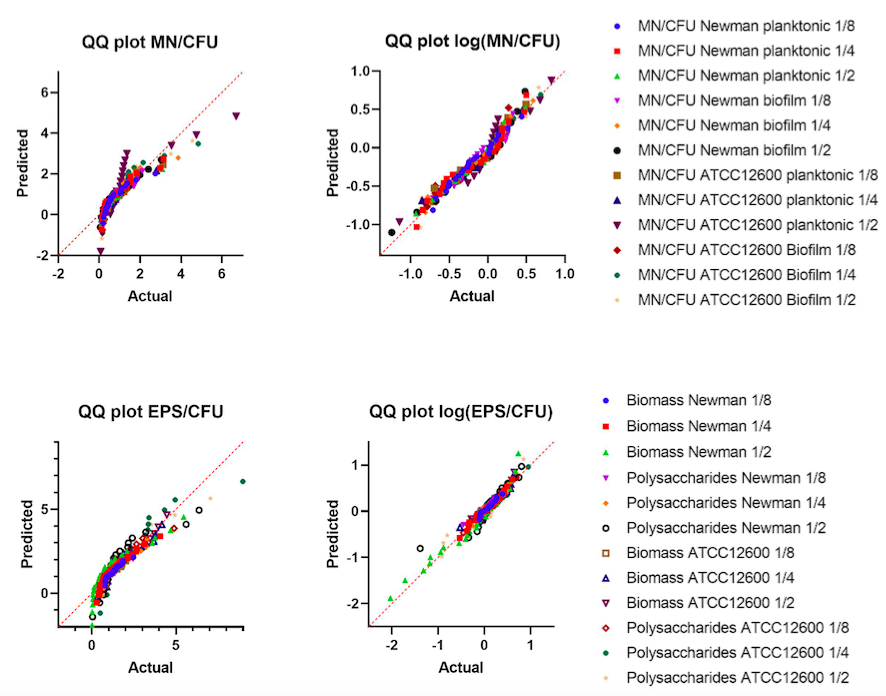 QQ plot MN/CFU
Predicted
6
4
2
0
-2
-2 0 2 4 6
Actual
QQ plot log(MN/CFU)
Predicted
1.0
0.5
0.0
-0.5
-1.0
-1.0 -0.5 0.0 0.5 1.0
Actual
MN/CFU Newman planktonic 1/8
MN/CFU Newman planktonic 1/4
MN/CFU Newman planktonic 1/2
MN/CFU Newman biofilm 1/8
MN/CFU Newman biofilm 1/4
MN/CFU Newman biofilm 1/2
MN/CFU ATCC12600 planktonic 1/8
MN/CFU ATCC12600 planktonic 1/4
MN/CFU ATCC12600 planktonic 1/2
MN/CFU ATCC12600 Biofilm 1/8
MN/CFU ATCC12600 Biofilm 1/4
MN/CFU ATCC12600 Biofilm 1/2
QQ plot EPS/CFU
Predicted
5
0
0 5
Actual
QQ plot log(EPS/CFU)
Predicted
1
0
-1
-2
-2 -1 0 1
Actual
Biomass Newman 1/8
Biomass Newman 1/4
Biomass Newman 1/2
Polysaccharides Newman 1/8
Polysaccharides Newman 1/4
Polysaccharides Newman 1/2
Biomass ATCC12600 1/8
Biomass ATCC12600 1/4
Biomass ATCC12600 1/2
Polysaccharides ATCC12600 1/8
Polysaccharides ATCC12600 1/4
Polysaccharides ATCC12600 1/2